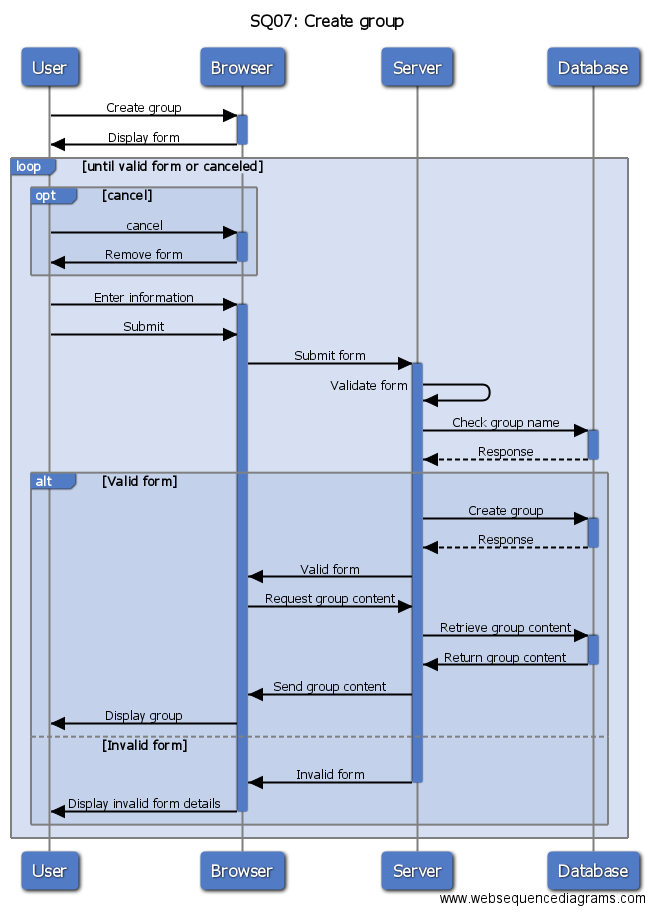 SQ07: Create group
User Browser Server Database
Create group
Display form
loop [until valid form or canceled]
opt [cancel]
cancel
Remove form
Enter information
Submit
Submit form
Validate form
Check group name
Response
alt [Valid form]
Create group
Response
Valid form
Request group content
Retrieve group content
Return group content
Send group content
Display group
[Invalid form]
Invalid form
Display invalid form details
User Browser Server Database
www.websequencediagrams.com